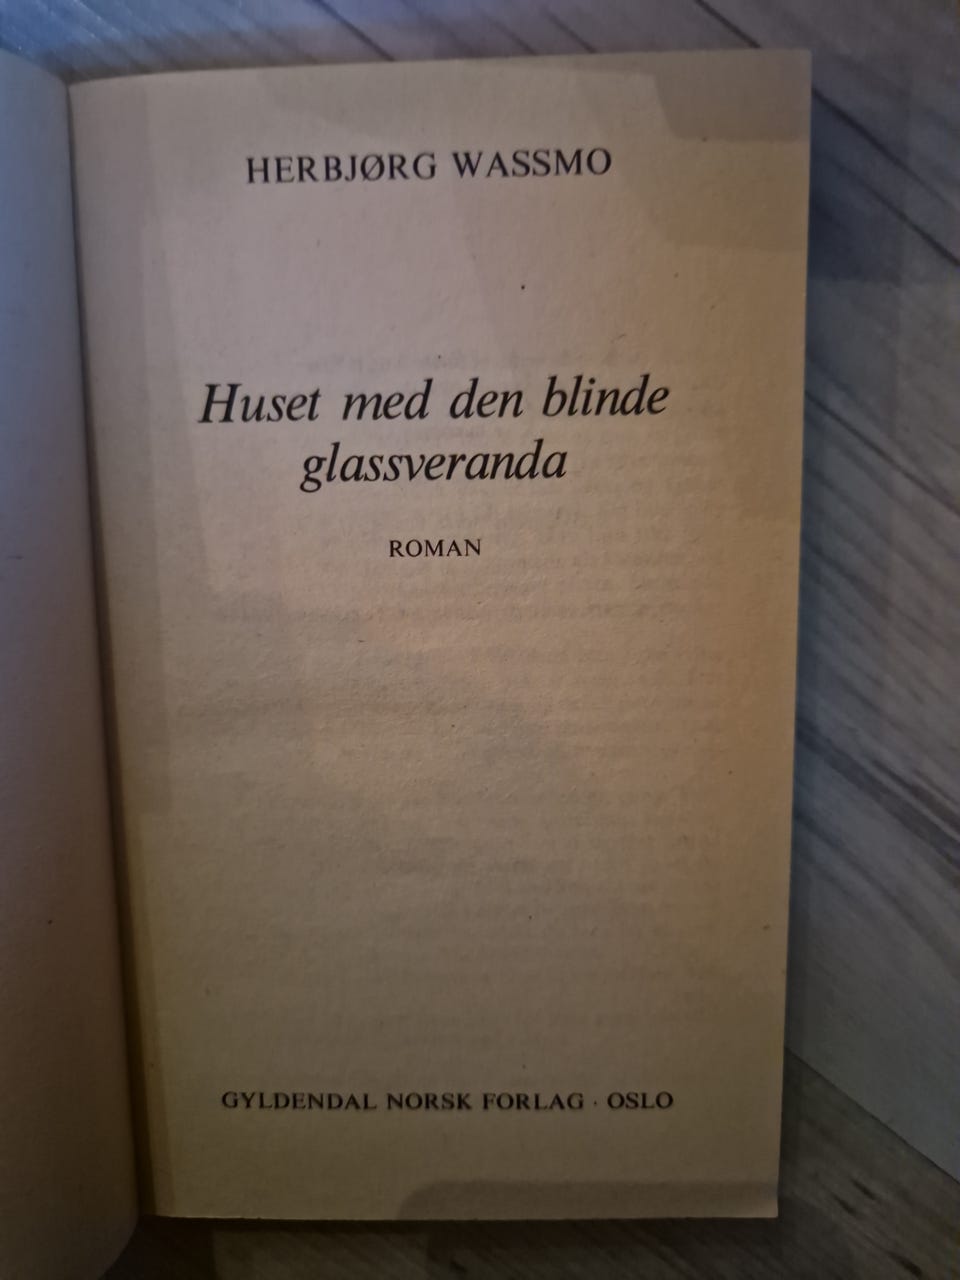 HERBJØRG WASSMO
Huset med den blinde
glassveranda
ROMAN
GYLDENDAL NORSK FORLAG · OSLO